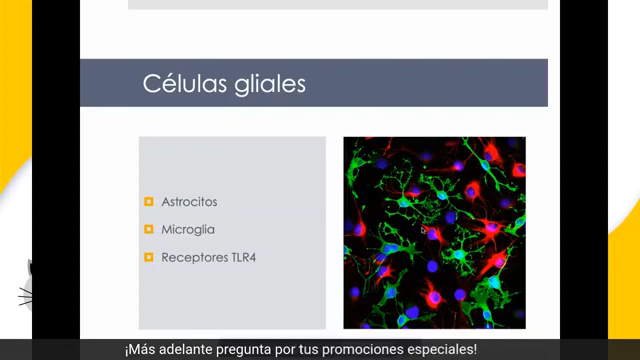 Células gliales
Astrocitos
Microglia
Receptores TLR4
¡Más adelante pregunta por tus promociones especiales!